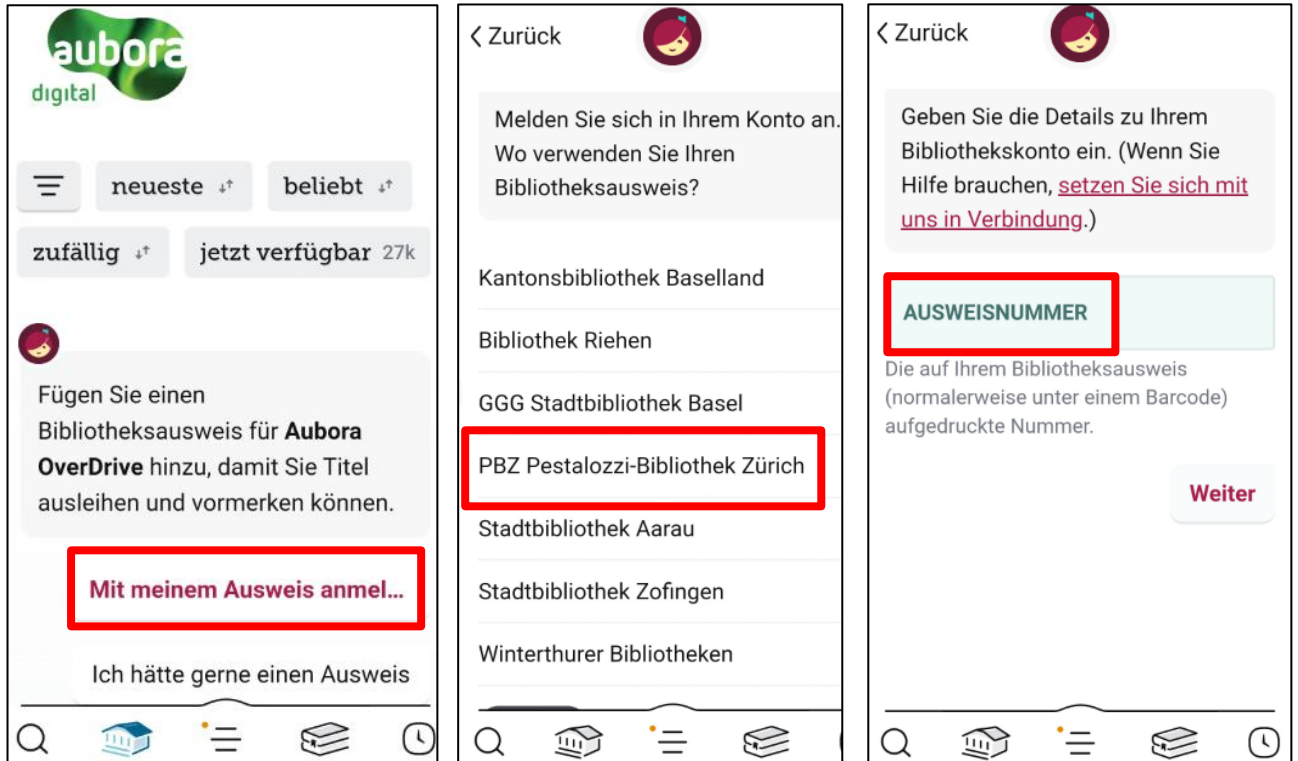 aubora
digital
neueste
beliebt
zufällig
jetzt verfügbar 27k
Fügen Sie einen
Bibliotheksausweis für Aubora
OverDrive hinzu, damit Sie Titel
ausleihen und vormerken können.
Mit meinem Ausweis anmel...
Ich hätte gerne einen Ausweis
Zurück
Melden Sie sich in Ihrem Konto an.
Wo verwenden Sie Ihren
Bibliotheksausweis?
Kantonsbibliothek Baselland
Bibliothek Riehen
GGG Stadtbibliothek Basel
PBZ Pestalozzi-Bibliothek Zürich
Stadtbibliothek Aarau
Stadtbibliothek Zofingen
Winterthurer Bibliotheken
Zurück
Geben Sie die Details zu Ihrem
Bibliothekskonto ein. (Wenn Sie
Hilfe brauchen, setzen Sie sich mit
uns in Verbindung.)
AUSWEISNUMMER
Die auf Ihrem Bibliotheksausweis
(normalerweise unter einem Barcode)
aufgedruckte Nummer.
Weiter